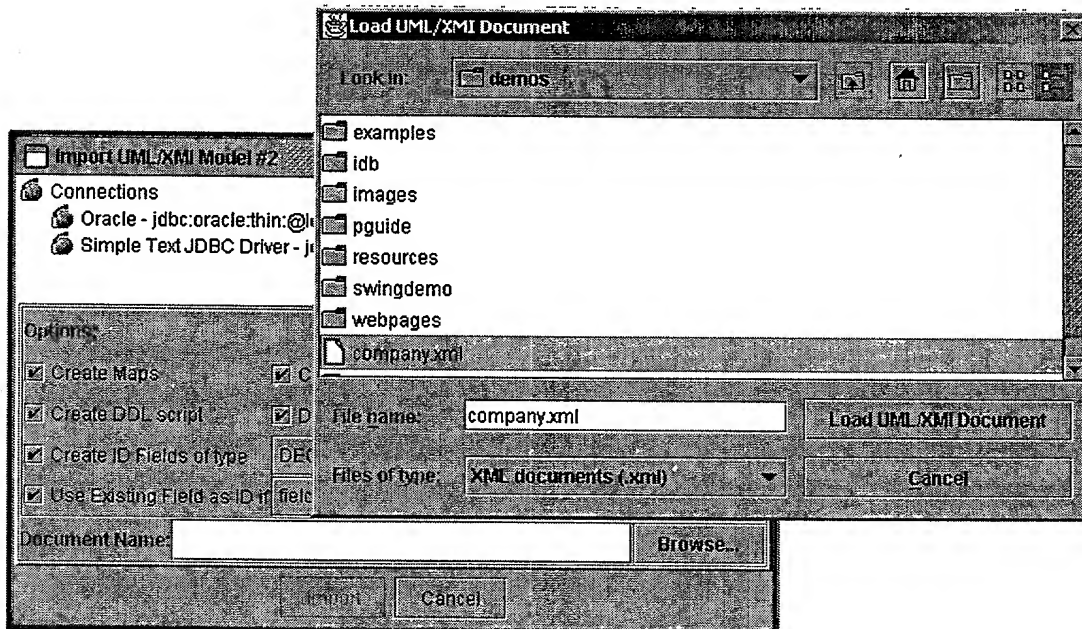 Load UML/XMI Document
Look in:
demos
examples
idb
images
pguide
resources
swingdemo
webpages
company.xml
File name:
company.xml
Load UML/XMI Document
Files of type:
XML documents (.xml)
Cancel
Import UML/XMI Model #2
Connections
Oracle - jdbc:oracle:thin:@l
Simple Text JDBC Driver - j
Options:
Create Maps
C
Create DDL script
D
Create ID Fields of type
DEC
Use Existing Field as ID if
field
Document Name:
Browse...
Import
Cancel